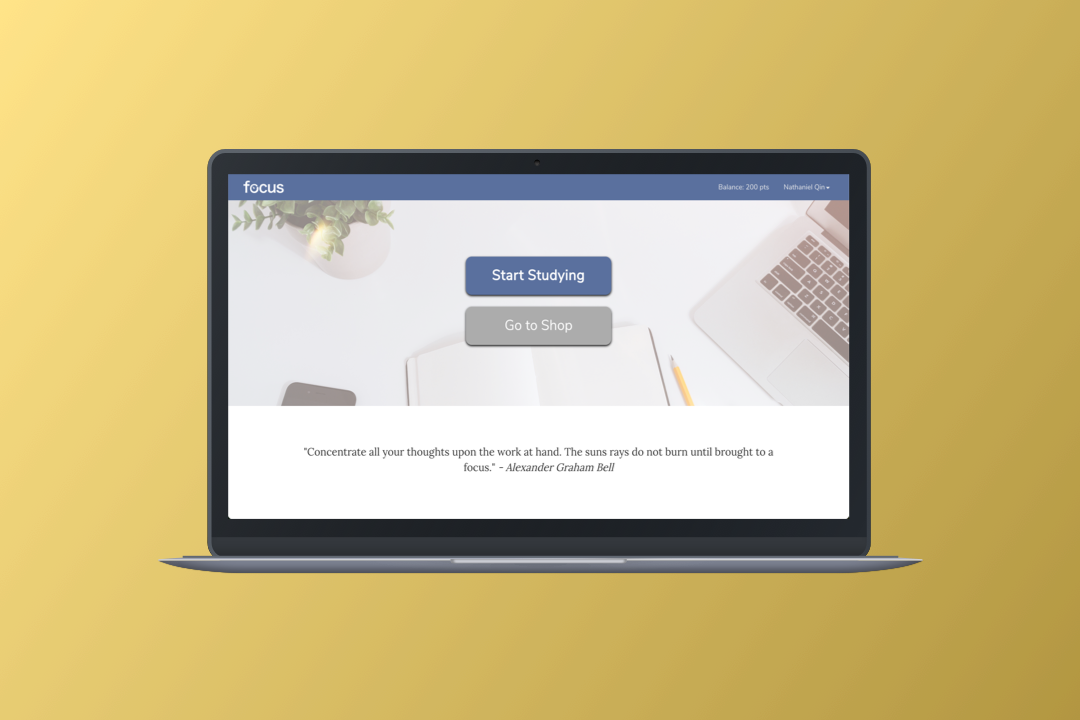 focus
Balance: 200 pts
Nathaniel Qin
Start Studying
Go to Shop
"Concentrate all your thoughts upon the work at hand. The suns rays do not burn until brought to a
focus." - Alexander Graham Bell